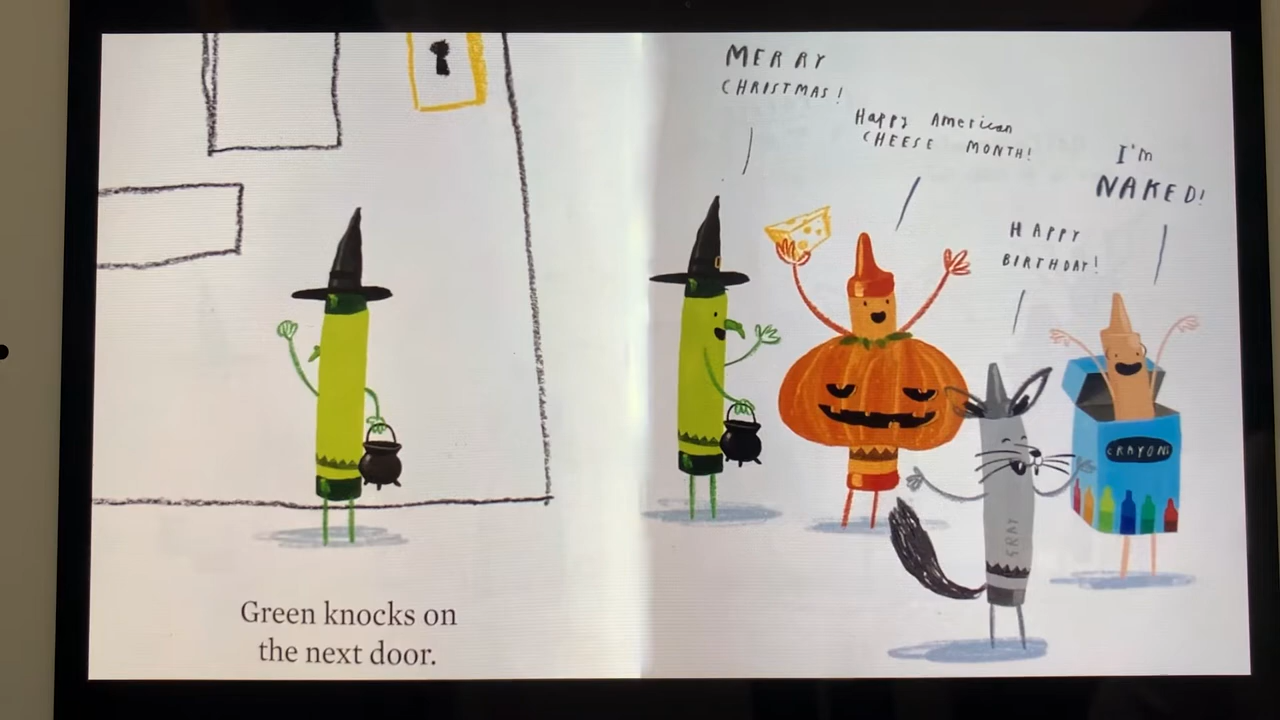 Green knocks on
the next door.
MERRY
CHRISTMAS!
Happy American
CHEESE MONTH!
I'm
NAKED!
HAPPY
BIRTHDAY!
CRAYONS
GRAY